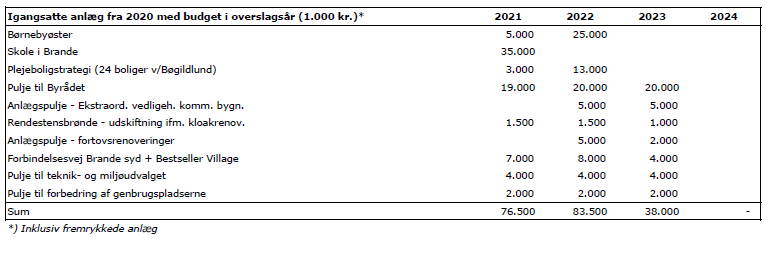 Igangsatte anlæg fra 2020 med budget i overslagsår (1.000 kr.)* 2021 2022 2023 2024
Børnebyøster 5.000 25.000
Skole i Brande 35.000
Plejeboligstrategi (24 boliger v/Bøgildlund) 3.000 13.000
Pulje til Byrådet 19.000 20.000 20.000
Anlægspulje - Ekstraord. vedligeh. komm. bygn. 5.000 5.000
Rendestensbrønde - udskiftning ifm. kloakrenov. 1.500 1.500 1.000
Anlægspulje - fortovsrenoveringer 5.000 2.000
Forbindelsesvej Brande syd + Bestseller Village 7.000 8.000 4.000
Pulje til teknik- og miljøudvalget 4.000 4.000 4.000
Pulje til forbedring af genbrugspladserne 2.000 2.000 2.000
Sum 76.500 83.500 38.000 -
*) Inklusiv fremrykkede anlæg